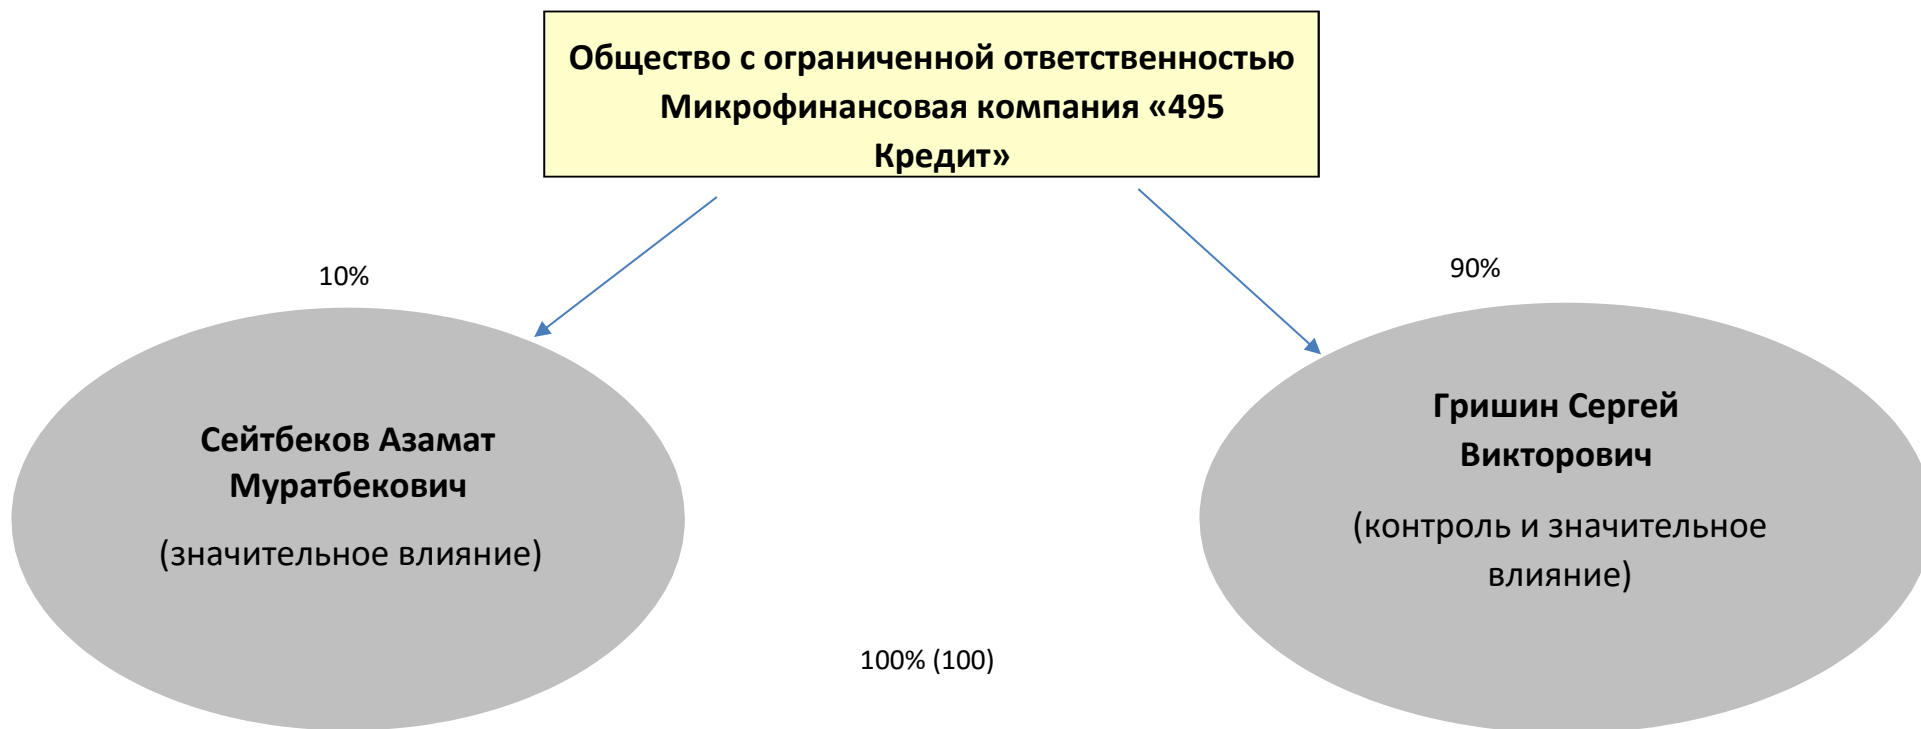 Общество с ограниченной ответственностью
Микрофинансовая компания «495
Кредит»
10%
90%
Сейтбеков Азамат
Муратбекович
(значительное влияние)
Гришин Сергей
Викторович
(контроль и значительное
влияние)
100% (100)